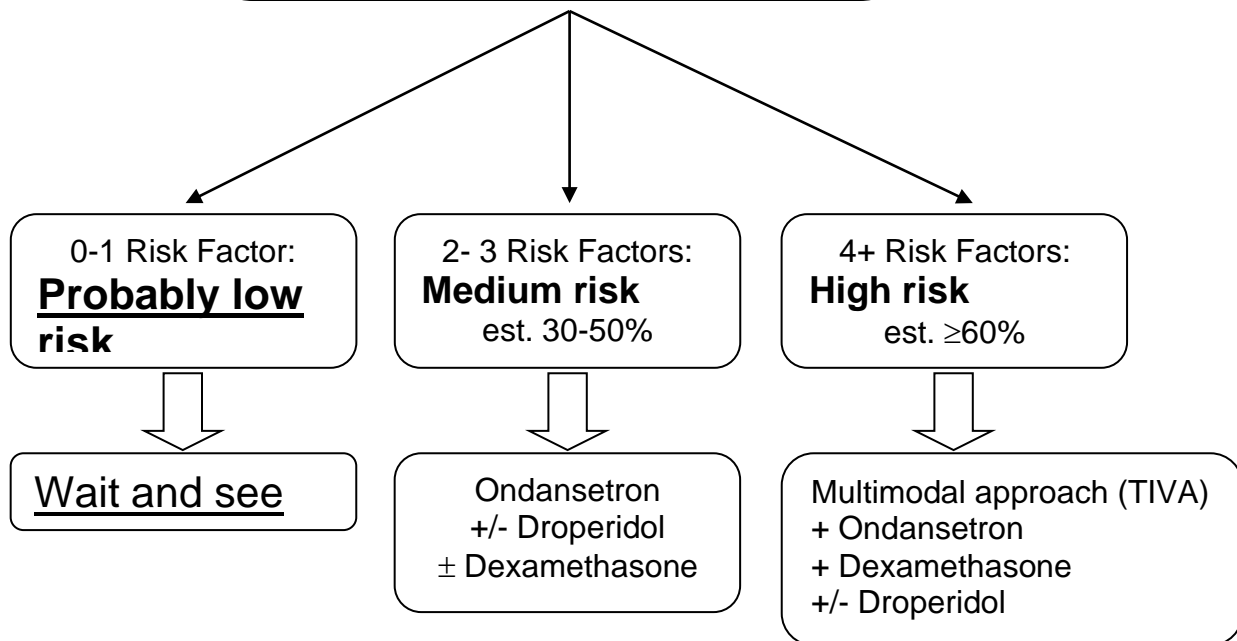 0-1 Risk Factor:
Probably low
risk
2- 3 Risk Factors:
Medium risk
est. 30-50%
4+ Risk Factors:
High risk
est. ≥60%
Wait and see
Ondansetron
+/- Droperidol
± Dexamethasone
Multimodal approach (TIVA)
+ Ondansetron
+ Dexamethasone
+/- Droperidol